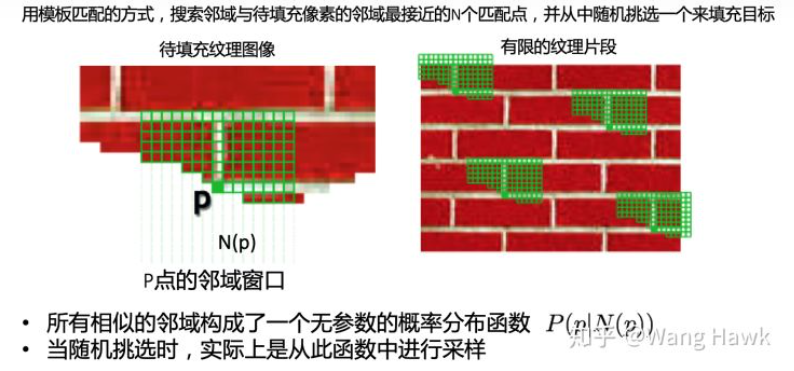 用模板匹配的方式，搜索邻域与待填充像素的邻域最接近的N个匹配点，并从中随机挑选一个来填充目标
待填充纹理图像
有限的纹理片段
p
N(p)
P点的邻域窗口
• 所有相似的邻域构成了一个无参数的概率分布函数 P(p|N(p))
• 当随机挑选时，实际上是从此函数中进行采样
知乎 @Wang Hawk